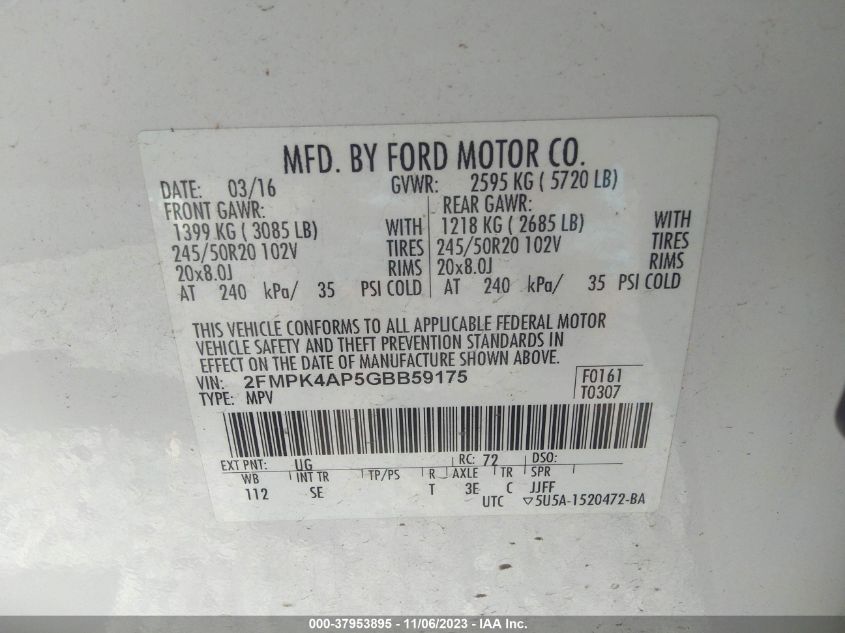 MFD. BY FORD MOTOR CO.
DATE: 03/16 GVWR: 2595 KG ( 5720 LB)
FRONT GAWR: REAR GAWR:
1399 KG ( 3085 LB) WITH 1218 KG ( 2685 LB) WITH
245/50R20 102V TIRES 245/50R20 102V TIRES
20x8.0J RIMS 20x8.0J RIMS
AT 240 kPa/ 35 PSI COLD AT 240 kPa/ 35 PSI COLD
THIS VEHICLE CONFORMS TO ALL APPLICABLE FEDERAL MOTOR
VEHICLE SAFETY AND THEFT PREVENTION STANDARDS IN
EFFECT ON THE DATE OF MANUFACTURE SHOWN ABOVE.
VIN: 2FMPK4AP5GBB59175 F0161
TYPE: MPV T0307
EXT PNT: UG RC: 72 DSO:
WB INT TR TP/PS R AXLE TR SPR
112 SE T 3E C JJFF
UTC ▽5U5A-1520472-BA
000-37953895 - 11/06/2023 - IAA Inc.